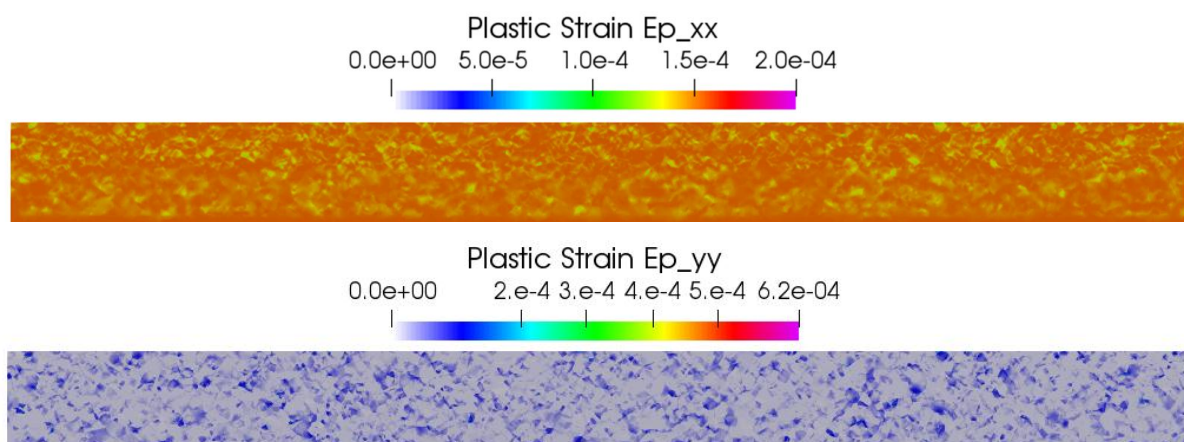 Plastic Strain Ep_xx
0.0e+00 5.0e-5 1.0e-4 1.5e-4 2.0e-04
Plastic Strain Ep_yy
0.0e+00 2.e-4 3.e-4 4.e-4 5.e-4 6.2e-04